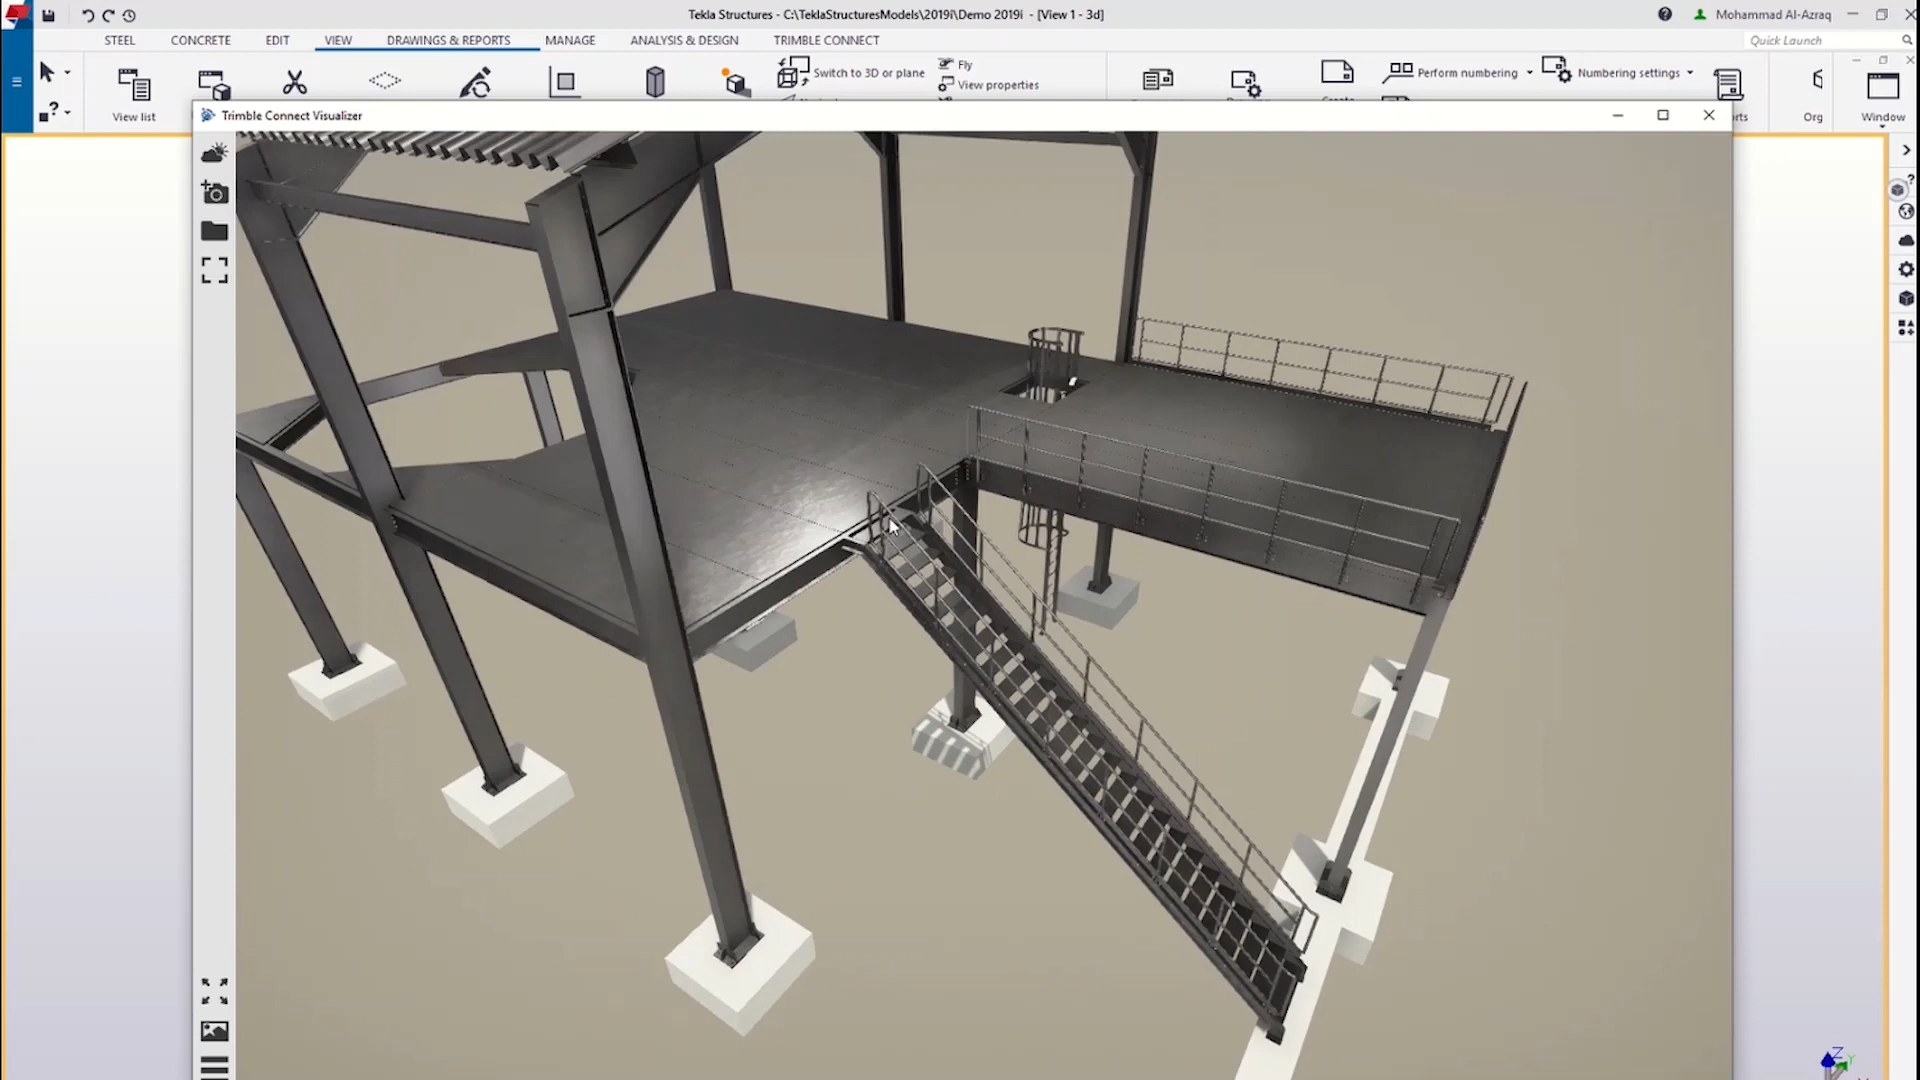 Tekla Structures - C:\TeklaStructuresModels\2019i\Demo 2019i - [View 1 - 3d]
Mohammad Al-Azraq
STEEL CONCRETE EDIT VIEW DRAWINGS & REPORTS MANAGE ANALYSIS & DESIGN TRIMBLE CONNECT
Quick Launch
Fly
Switch to 3D or plane
View properties
Perform numbering
Numbering settings
View list
Org
Window
Trimble Connect Visualizer
Z
Y